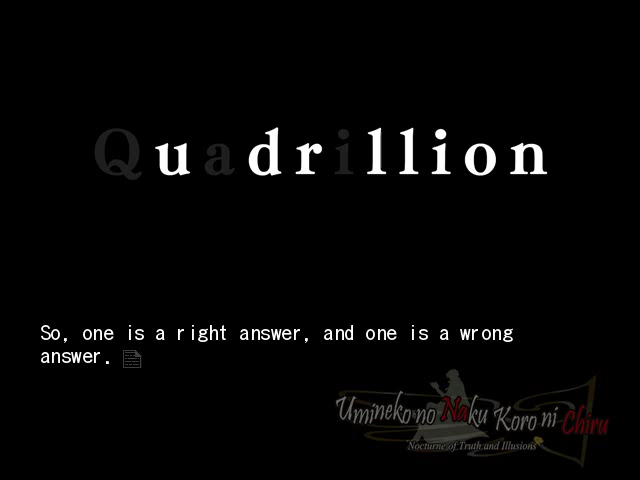 Quadrillion
So, one is a right answer, and one is a wrong
answer.
Umineko no Naku Koro ni Chiru
Nocturne of Truth and Illusions